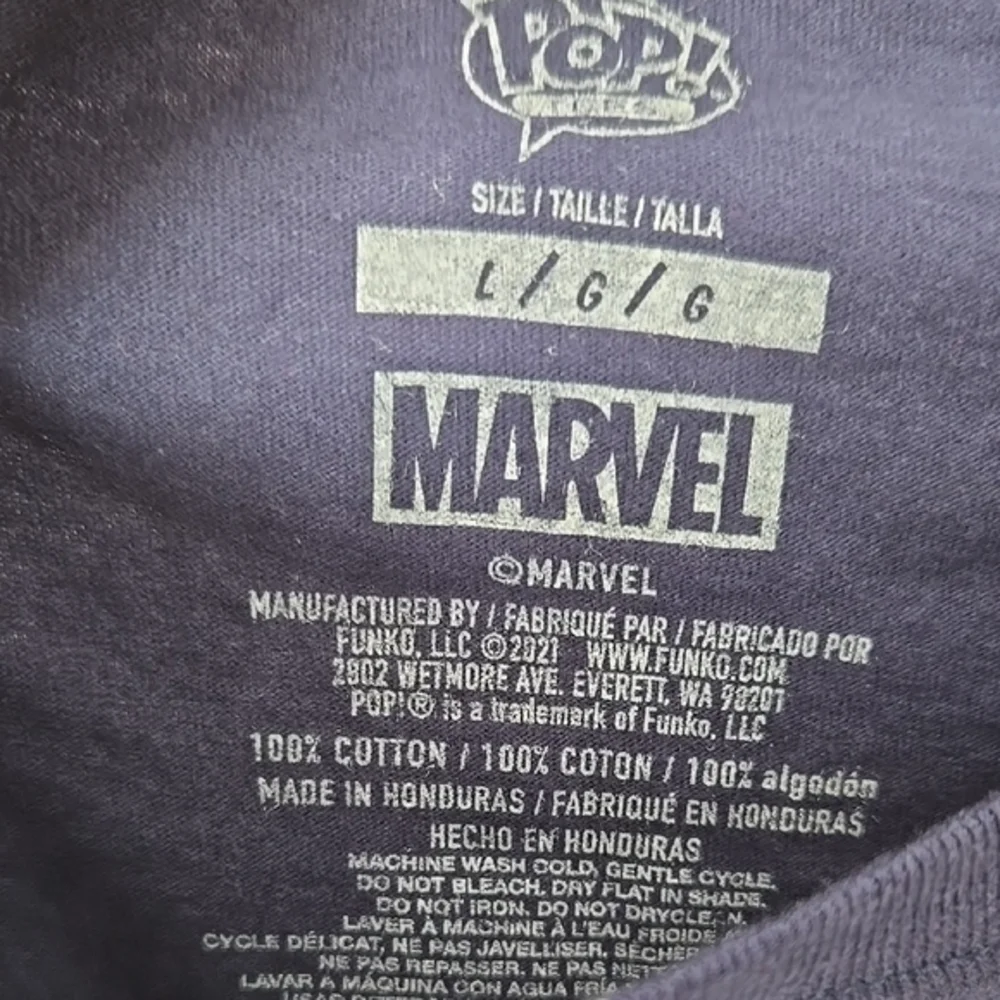 POP!
SIZE / TAILLE / TALLA
L / G / G
MARVEL
©MARVEL
MANUFACTURED BY / FABRIQUÉ PAR / FABRICADO POR
FUNKO, LLC ©2021 WWW.FUNKO.COM
2802 WETMORE AVE. EVERETT, WA 98201
POP!® is a trademark of Funko, LLC
100% COTTON / 100% COTON / 100% algodón
MADE IN HONDURAS / FABRIQUÉ EN HONDURAS
HECHO EN HONDURAS
MACHINE WASH COLD, GENTLE CYCLE.
DO NOT BLEACH. DRY FLAT IN SHADE.
DO NOT IRON. DO NOT DRYCLEAN.
LAVER À MACHINE À L'EAU FROIDE
CYCLE DÉLICAT, NE PAS JAVELLISER. SÉCHER
NE PAS REPASSER. NE PAS
LAVAR A MÁQUINA CON AGUA FRÍA